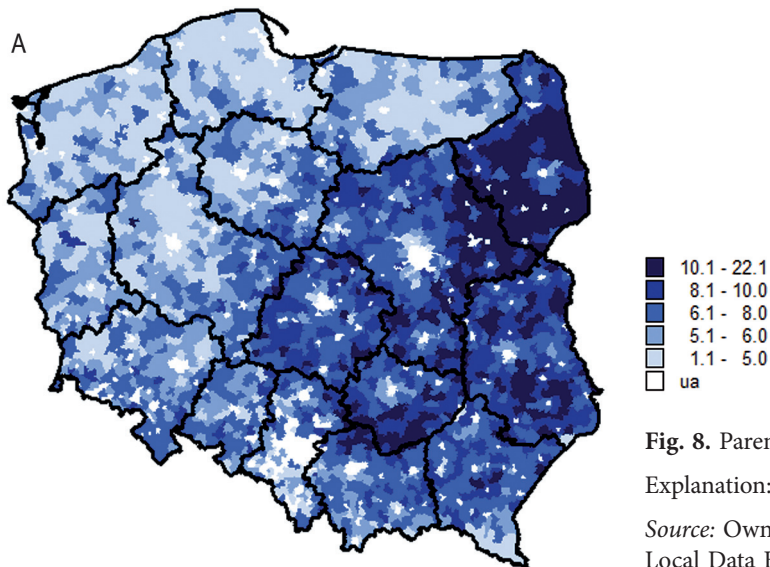 A
10.1 - 22.1
8.1 - 10.0
6.1 - 8.0
5.1 - 6.0
1.1 - 5.0
ua
Fig. 8. Paren
Explanation:
Source: Own
Local Data